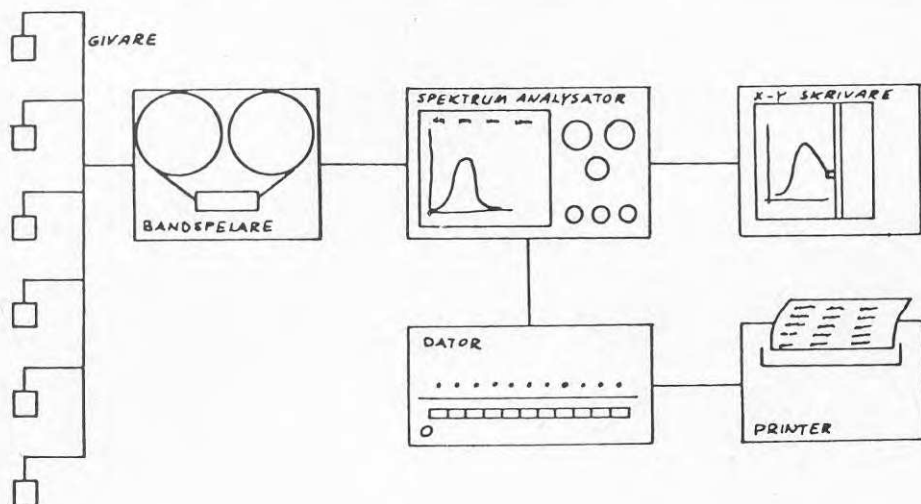 GIVARE
BANDSPELARE
SPEKTRUM ANALYSATOR
X-Y SKRIVARE
DATOR
PRINTER